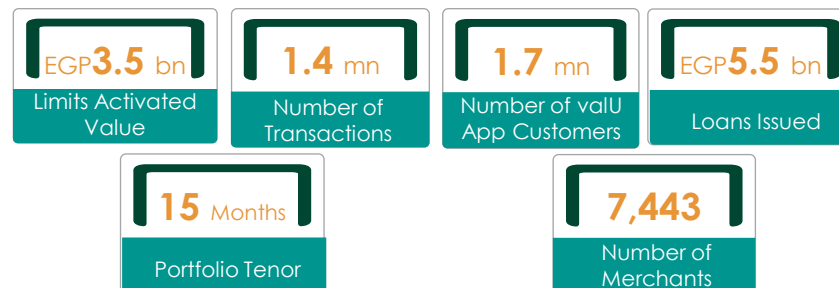 EGP3.5 bn
Limits Activated
Value
1.4 mn
Number of
Transactions
1.7 mn
Number of valU
App Customers
EGP5.5 bn
Loans Issued
15 Months
Portfolio Tenor
7,443
Number of
Merchants